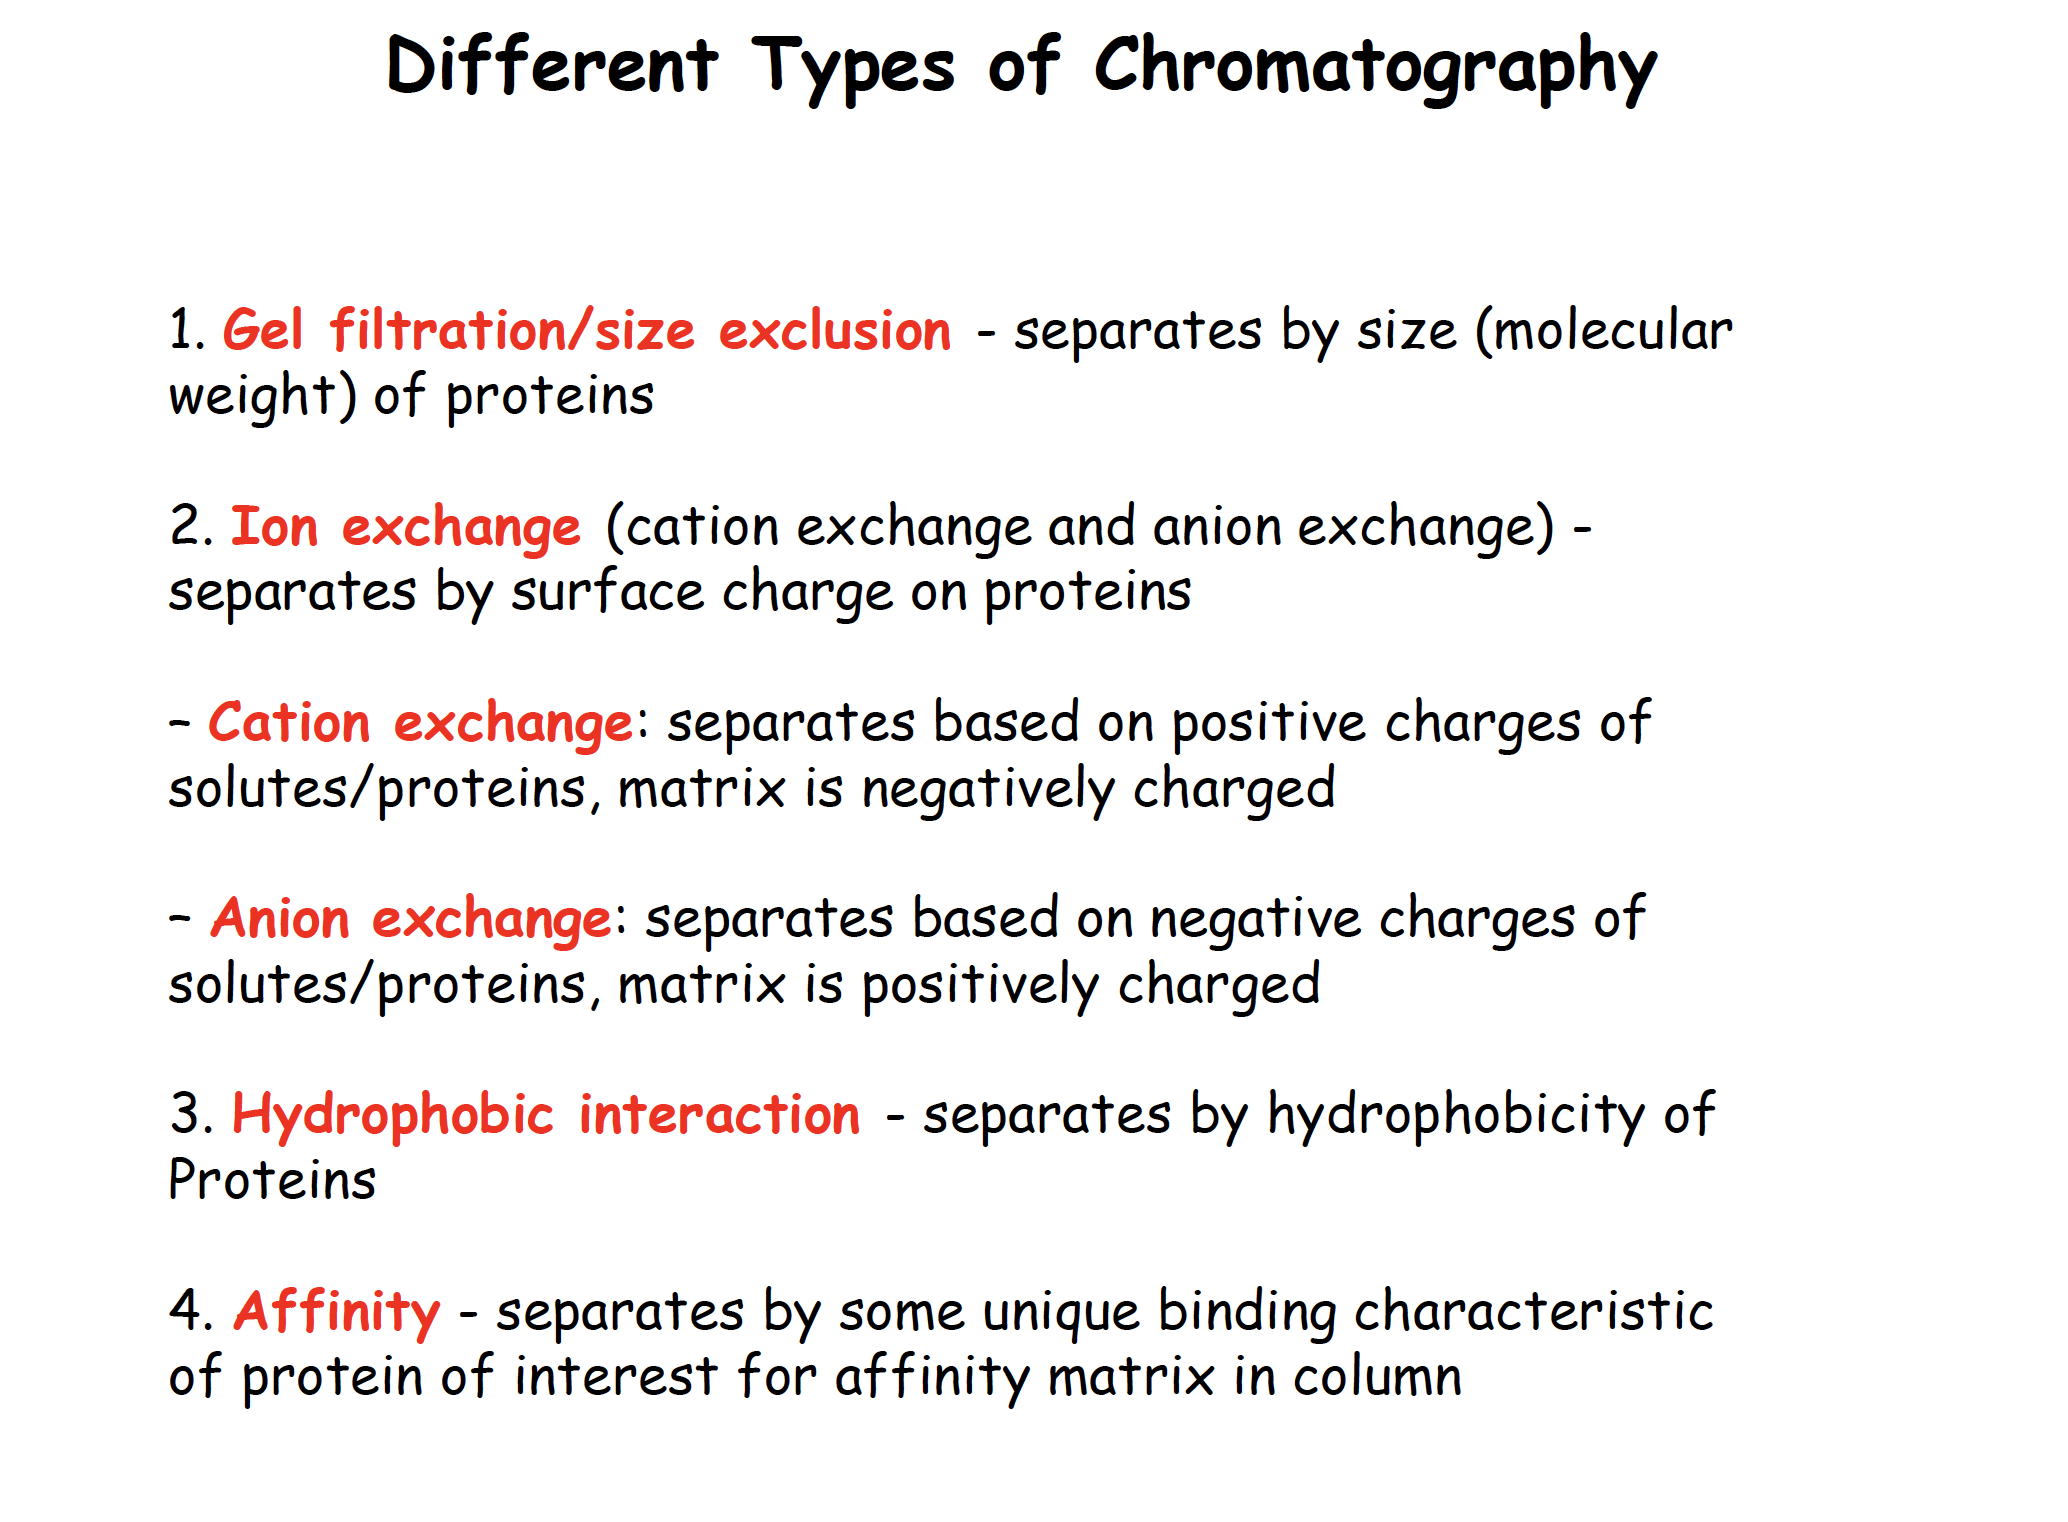 Different Types of Chromatography
1. Gel filtration/size exclusion - separates by size (molecular
weight) of proteins
2. Ion exchange (cation exchange and anion exchange) -
separates by surface charge on proteins
– Cation exchange: separates based on positive charges of
solutes/proteins, matrix is negatively charged
– Anion exchange: separates based on negative charges of
solutes/proteins, matrix is positively charged
3. Hydrophobic interaction - separates by hydrophobicity of
Proteins
4. Affinity - separates by some unique binding characteristic
of protein of interest for affinity matrix in column